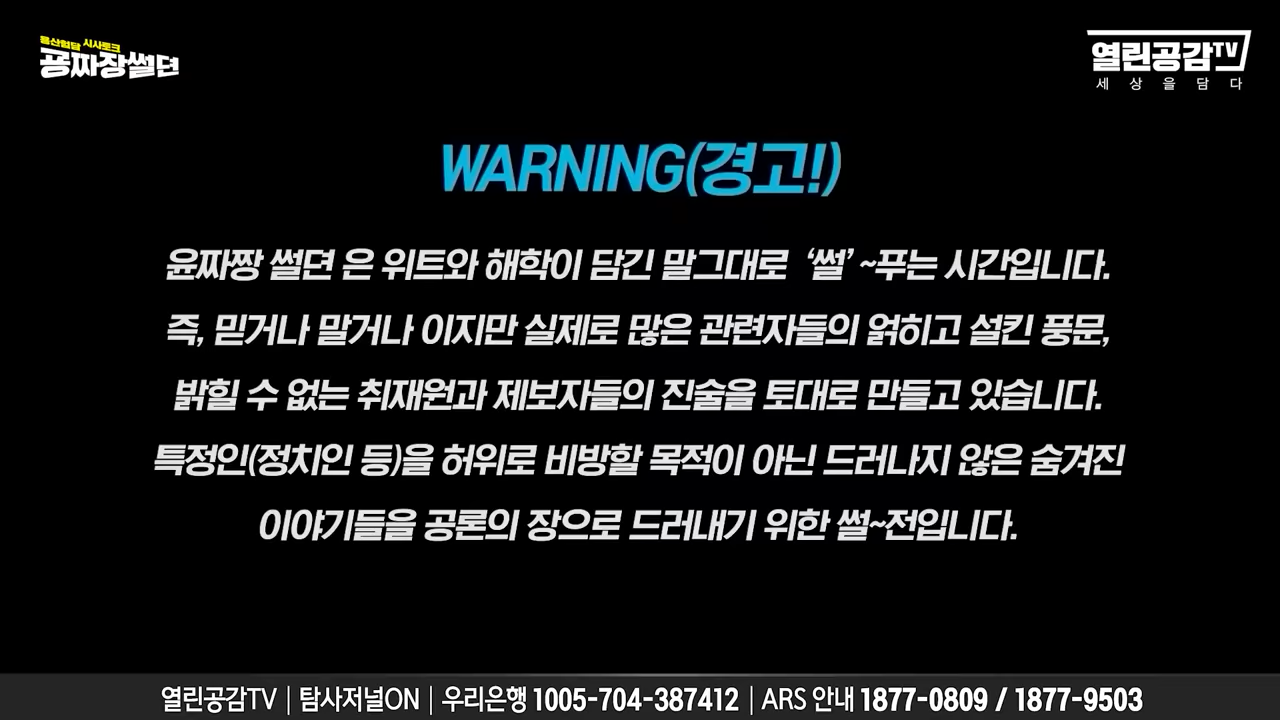 용산협담 시사토크
윤짜장썰뎐
열린공감TV
세상을담다
WARNING(경고!)
윤짜짱 썰뎐 은 위트와 해학이 담긴 말그대로 ‘썰’ ~푸는 시간입니다.
즉, 믿거나 말거나 이지만 실제로 많은 관련자들의 얽히고 설킨 풍문,
밝힐 수 없는 취재원과 제보자들의 진술을 토대로 만들고 있습니다.
특정인(정치인 등)을 허위로 비방할 목적이 아닌 드러나지 않은 숨겨진
이야기들을 공론의 장으로 드러내기 위한 썰~전입니다.
열린공감TV | 탐사저널ON | 우리은행 1005-704-387412 | ARS 안내 1877-0809 / 1877-9503